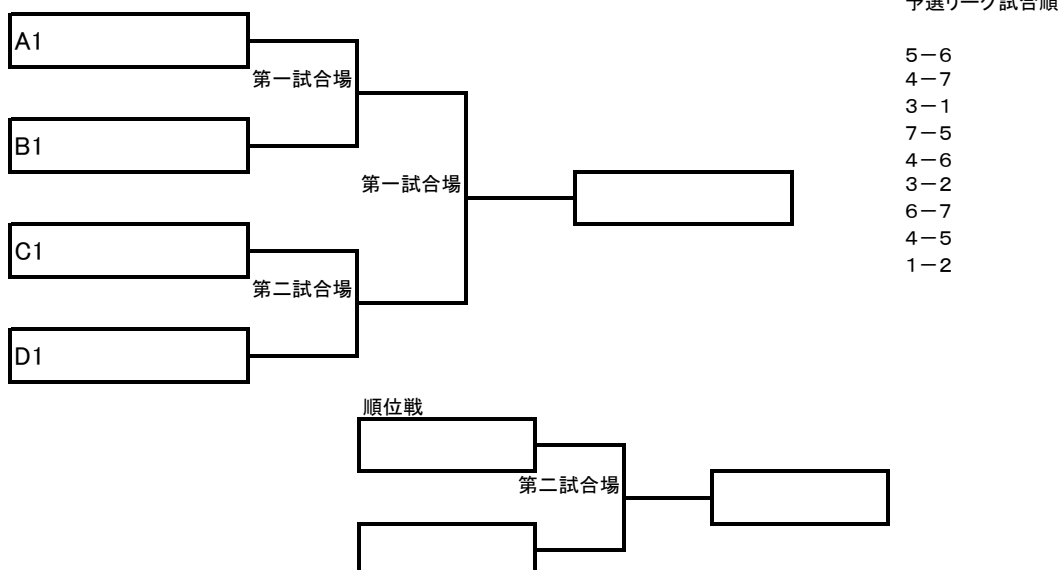 予選リーグ試合順
A1
第一試合場
B1
第一試合場
C1
第二試合場
D1
順位戦
第二試合場
5－6
4－7
3－1
7－5
4－6
3－2
6－7
4－5
1－2